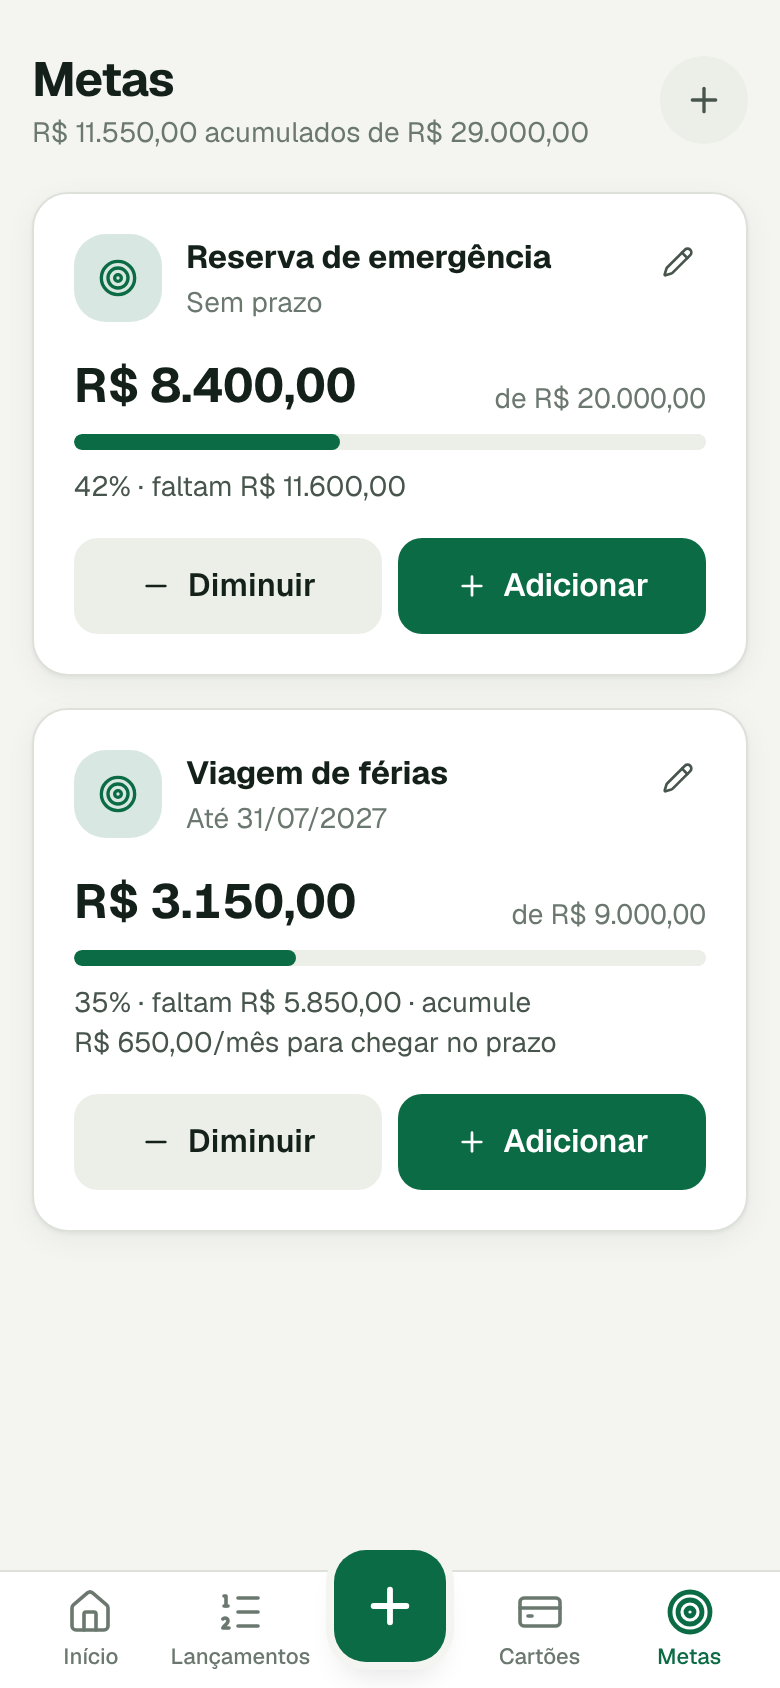 Metas
R$ 11.550,00 acumulados de R$ 29.000,00
Reserva de emergência
Sem prazo
R$ 8.400,00
de R$ 20.000,00
42% · faltam R$ 11.600,00
Diminuir
Adicionar
Viagem de férias
Até 31/07/2027
R$ 3.150,00
de R$ 9.000,00
35% · faltam R$ 5.850,00 · acumule
R$ 650,00/mês para chegar no prazo
Diminuir
Adicionar
Início
Lançamentos
Cartões
Metas